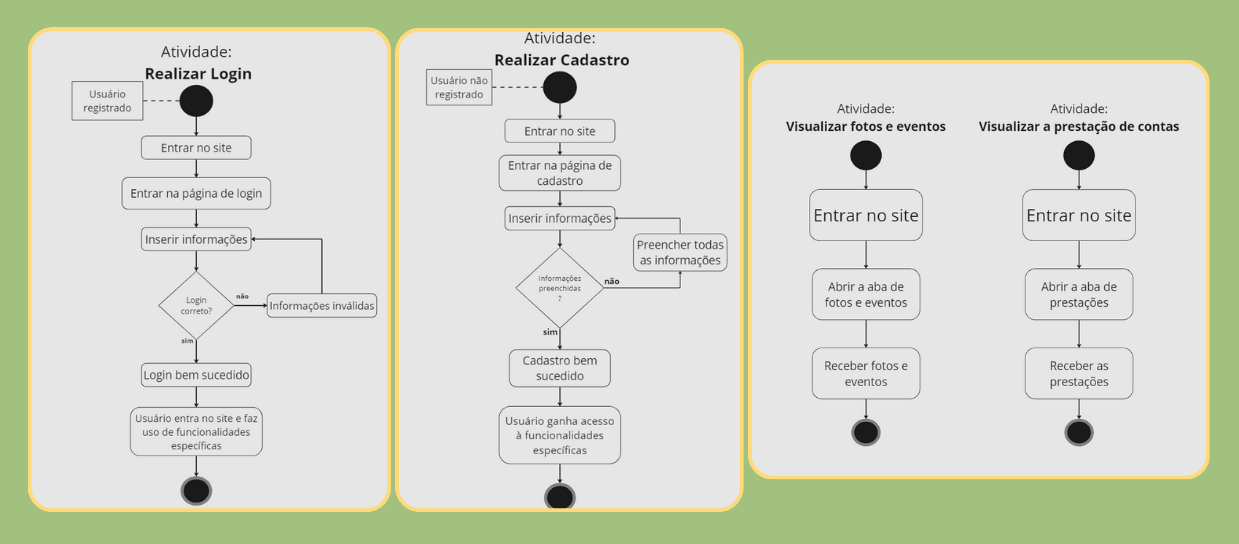 Atividade:
Realizar Login
Usuário
registrado
Entrar no site
Entrar na página de login
Inserir informações
Login
correto?
não
Informações inválidas
sim
Login bem sucedido
Usuário entra no site e faz
uso de funcionalidades
específicas
Atividade:
Realizar Cadastro
Usuário não
registrado
Entrar no site
Entrar na página de
cadastro
Inserir informações
Preencher todas
as informações
Informações
preenchidas
?
não
sim
Cadastro bem
sucedido
Usuário ganha acesso
à funcionalidades
específicas
Atividade:
Visualizar fotos e eventos
Entrar no site
Abrir a aba de
fotos e eventos
Receber fotos e
eventos
Atividade:
Visualizar a prestação de contas
Entrar no site
Abrir a aba de
prestações
Receber as
prestações